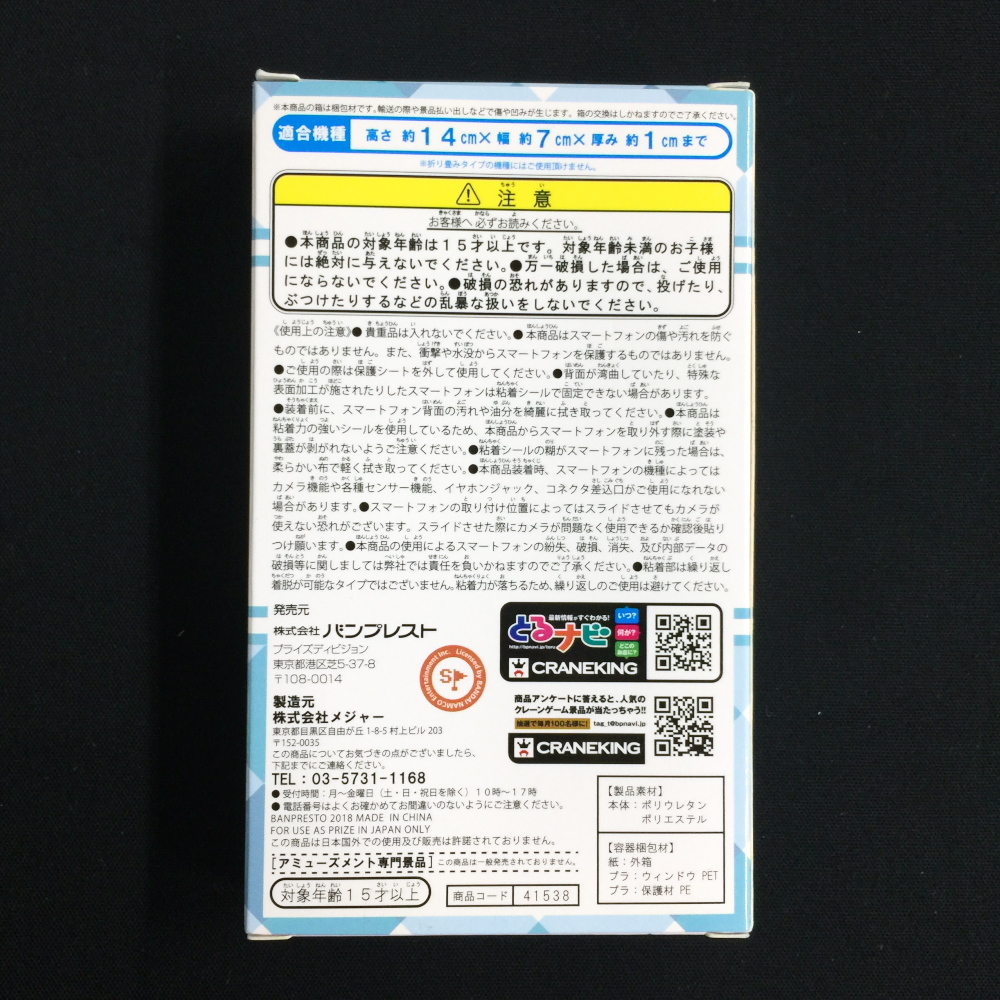 ※本商品の箱は梱包材です。輸送の際や景品払い出しなどで傷や凹みが生じます。箱の交換はしかねますのでご了承ください。
適合機種 高さ 約14cm×幅 約7cm×厚み 約1cmまで
※折り畳みタイプの機種にはご使用頂けません。
⚠注意
お客様へ必ずお読みください。
●本商品の対象年齢は15才以上です。対象年齢未満のお子様
には絶対に与えないでください。●万一破損した場合は、ご使用
にならないでください。●破損の恐れがありますので、投げたり、
ぶつけたりするなどの乱暴な扱いをしないでください。
《使用上の注意》●貴重品は入れないでください。●本商品はスマートフォンの傷や汚れを防ぐ
ものではありません。また、衝撃や水没からスマートフォンを保護するものではありません。
●ご使用の際は保護シートを外して使用してください。●背面が湾曲していたり、特殊な
表面加工が施されたりしたスマートフォンは粘着シールで固定できない場合があります。
●装着前に、スマートフォン背面の汚れや油分を綺麗に拭き取ってください。●本商品は
粘着力の強いシールを使用しているため、本商品からスマートフォンを取り外す際に塗装や
裏蓋が剥がれないようご注意ください。●粘着シールの糊がスマートフォンに残った場合は、
柔らかい布で軽く拭き取ってください。●本商品装着時、スマートフォンの機種によっては
カメラ機能や各種センサー機能、イヤホンジャック、コネクタ差込口がご使用になれない
場合があります。●スマートフォンの取り付け位置によってはスライドさせてもカメラが
使えない恐れがございます。スライドさせた際にカメラが問題なく使用できるか確認後貼り
つけ願います。●本商品の使用によるスマートフォンの紛失、破損、消失、及び内部データの
破損等に関しましては弊社では責任を負いかねますのでご了承ください。●粘着部は繰り返し
着脱が可能なタイプではございません。粘着力が落ちるため、繰り返しのご使用は避けてください。
発売元
株式会社 バンプレスト
プライズディビジョン
東京都港区芝5-37-8
〒108-0014
Licensed by BANDAI NAMCO Entertainment Inc.
SP
最新情報がすぐわかる!
とるナビ
http://bpnavi.jp/toru
いつ?
何が?
どこのお店に?
CRANEKING
商品アンケートに答えると、人気の
クレーンゲーム景品が当たっちゃう!!
抽選で毎月100名様に! tag_t@bpnavi.jp
CRANEKING
製造元
株式会社メジャー
東京都目黒区自由が丘 1-8-5 村上ビル 203
〒152-0035
この商品についてお気づきの点がございましたら、
下記までにご連絡ください。
TEL:03-5731-1168
●受付時間:月〜金曜日(土・日・祝日を除く)10時〜17時
●電話番号はよくお確かめてお間違いのないようにご注意ください。
BANPRESTO 2018 MADE IN CHINA
FOR USE AS PRIZE IN JAPAN ONLY
この商品は日本国外での使用及び販売は許諾されておりません。
[アミューズメント専門景品] この商品は一般発売されておりません。
対象年齢15才以上
商品コード 41538
【製品素材】
本体:ポリウレタン
ポリエステル
【容器梱包材】
紙:外箱
プラ:ウィンドウ PET
プラ:保護材 PE